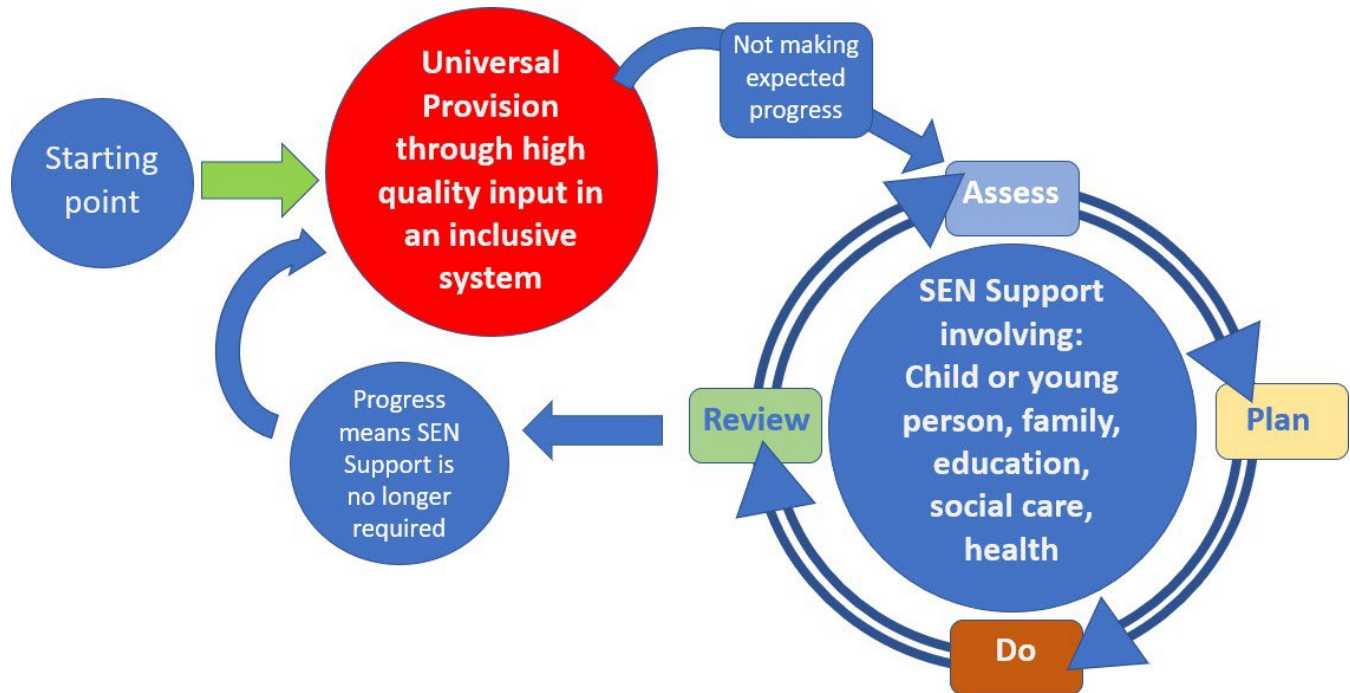 Starting
point
Universal
Provision
through high
quality input in
an inclusive
system
Not making
expected
progress
Assess
SEN Support
involving:
Child or young
person, family,
education,
social care,
health
Plan
Do
Review
Progress
means SEN
Support is
no longer
required